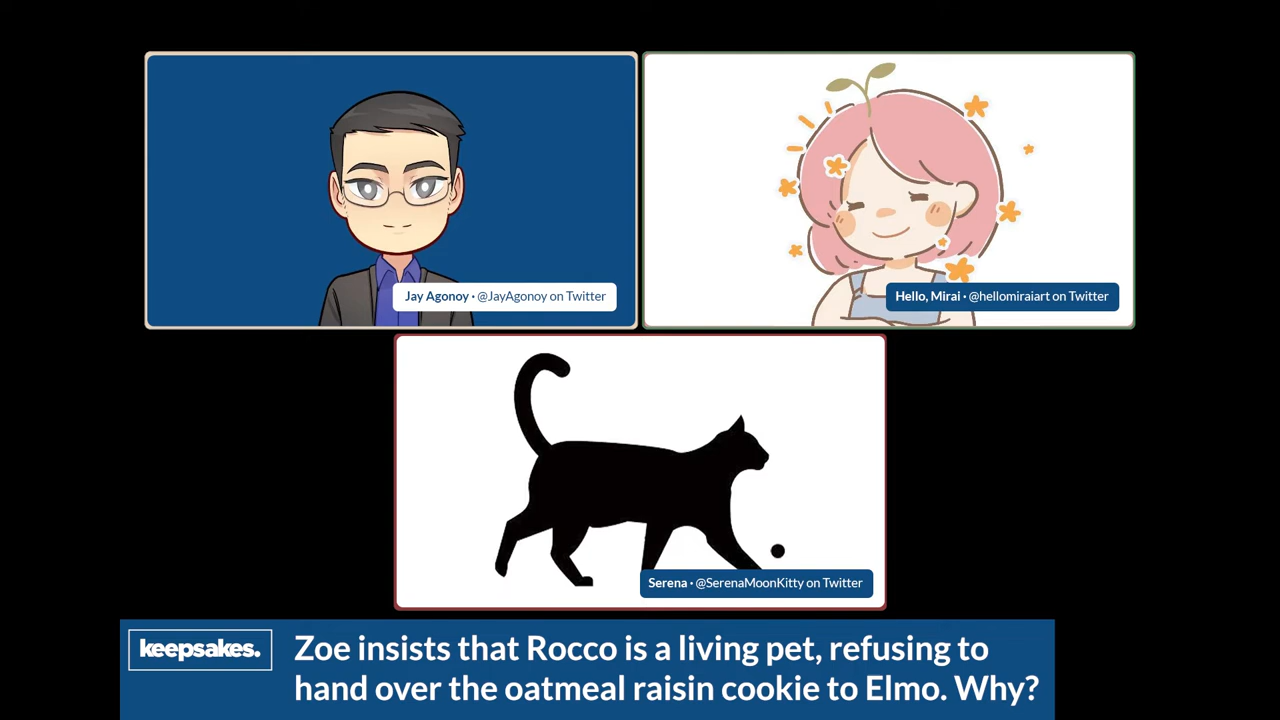 Jay Agonoy · @JayAgonoy on Twitter
Hello, Mirai · @hellomiraiart on Twitter
Serena · @SerenaMoonKitty on Twitter
keepsakes.
Zoe insists that Rocco is a living pet, refusing to
hand over the oatmeal raisin cookie to Elmo. Why?